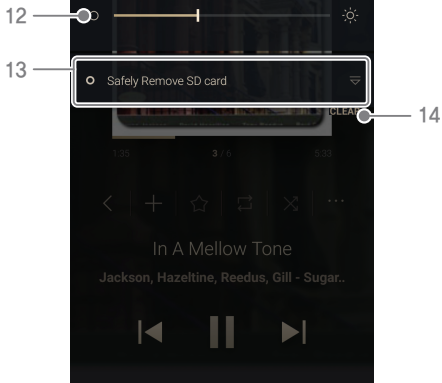 12
13
Safely Remove SD card
CLEAR
14
1:35 3 / 6 5:33
In A Mellow Tone
Jackson, Hazeltine, Reedus, Gill - Sugar..